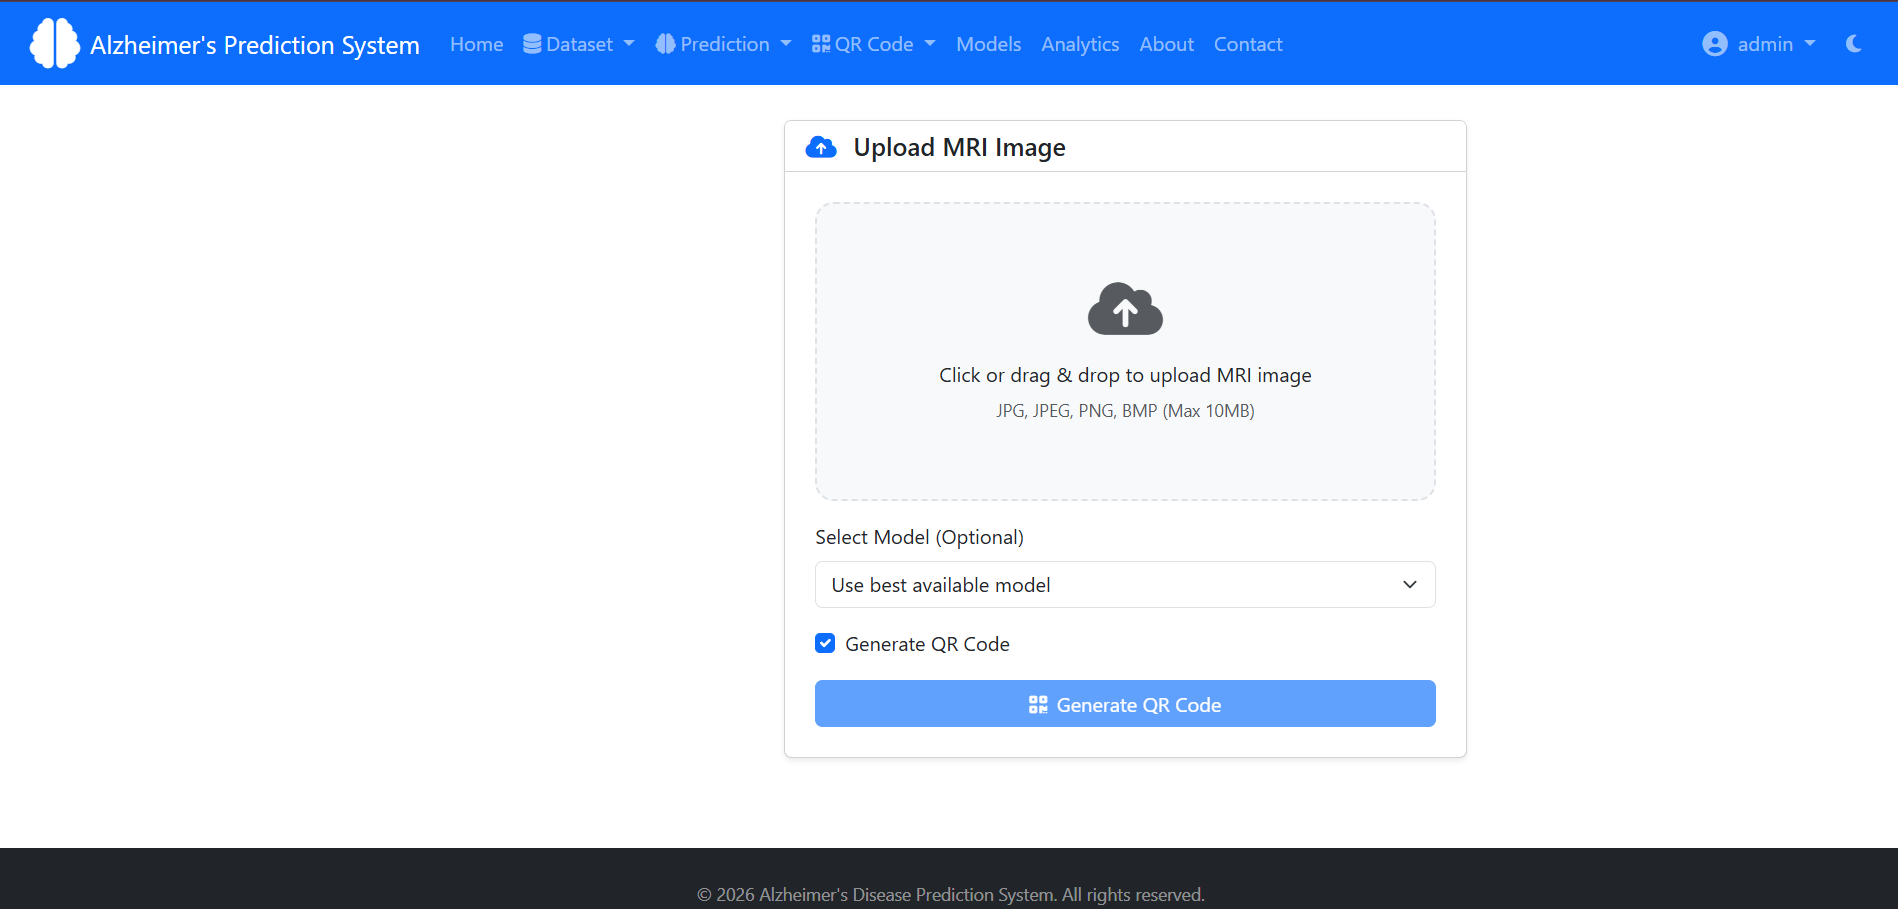 Alzheimer's Prediction System Home Dataset Prediction QR Code Models Analytics About Contact admin
Upload MRI Image
Click or drag & drop to upload MRI image
JPG, JPEG, PNG, BMP (Max 10MB)
Select Model (Optional)
Use best available model
Generate QR Code
Generate QR Code
© 2026 Alzheimer's Disease Prediction System. All rights reserved.